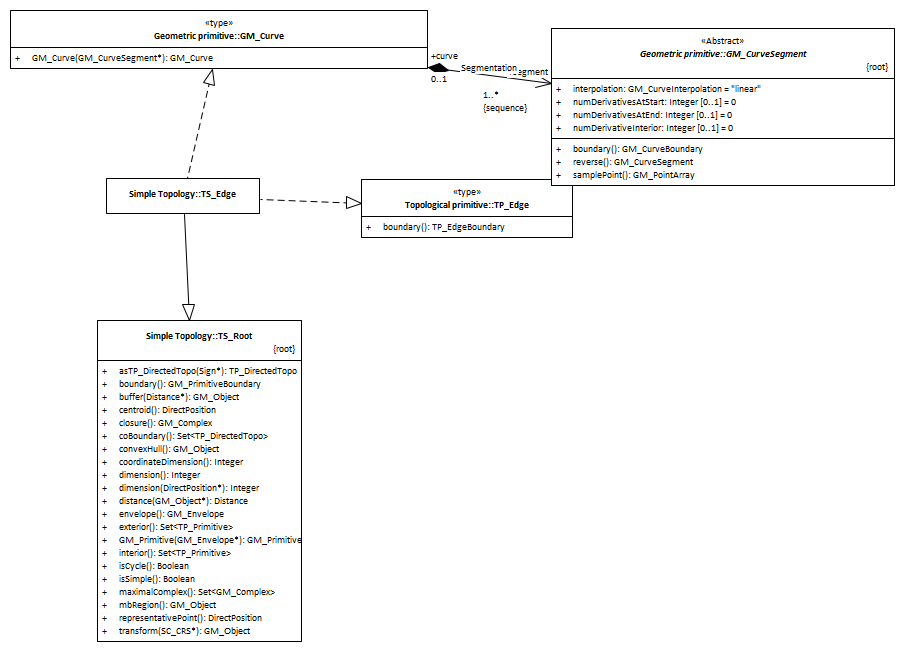 «type»
Geometric primitive::GM_Curve
+ GM_Curve(GM_CurveSegment*): GM_Curve
+curve
0..1
Segmentation
1..*
{sequence}
«Abstract»
Geometric primitive::GM_CurveSegment
{root}
+ interpolation: GM_CurveInterpolation = "linear"
+ numDerivativesAtStart: Integer [0..1] = 0
+ numDerivativesAtEnd: Integer [0..1] = 0
+ numDerivativeInterior: Integer [0..1] = 0
+ boundary(): GM_CurveBoundary
+ reverse(): GM_CurveSegment
+ samplePoint(): GM_PointArray
Simple Topology::TS_Edge
«type»
Topological primitive::TP_Edge
+ boundary(): TP_EdgeBoundary
Simple Topology::TS_Root
{root}
+ asTP_DirectedTopo(Sign*): TP_DirectedTopo
+ boundary(): GM_PrimitiveBoundary
+ buffer(Distance*): GM_Object
+ centroid(): DirectPosition
+ closure(): GM_Complex
+ coBoundary(): Set<TP_DirectedTopo>
+ convexHull(): GM_Object
+ coordinateDimension(): Integer
+ dimension(): Integer
+ dimension(DirectPosition*): Integer
+ distance(GM_Object*): Distance
+ envelope(): GM_Envelope
+ exterior(): Set<TP_Primitive>
+ GM_Primitive(GM_Envelope*): GM_Primitive
+ interior(): Set<TP_Primitive>
+ isCycle(): Boolean
+ isSimple(): Boolean
+ maximalComplex(): Set<GM_Complex>
+ mbRegion(): GM_Object
+ representativePoint(): DirectPosition
+ transform(SC_CRS*): GM_Object